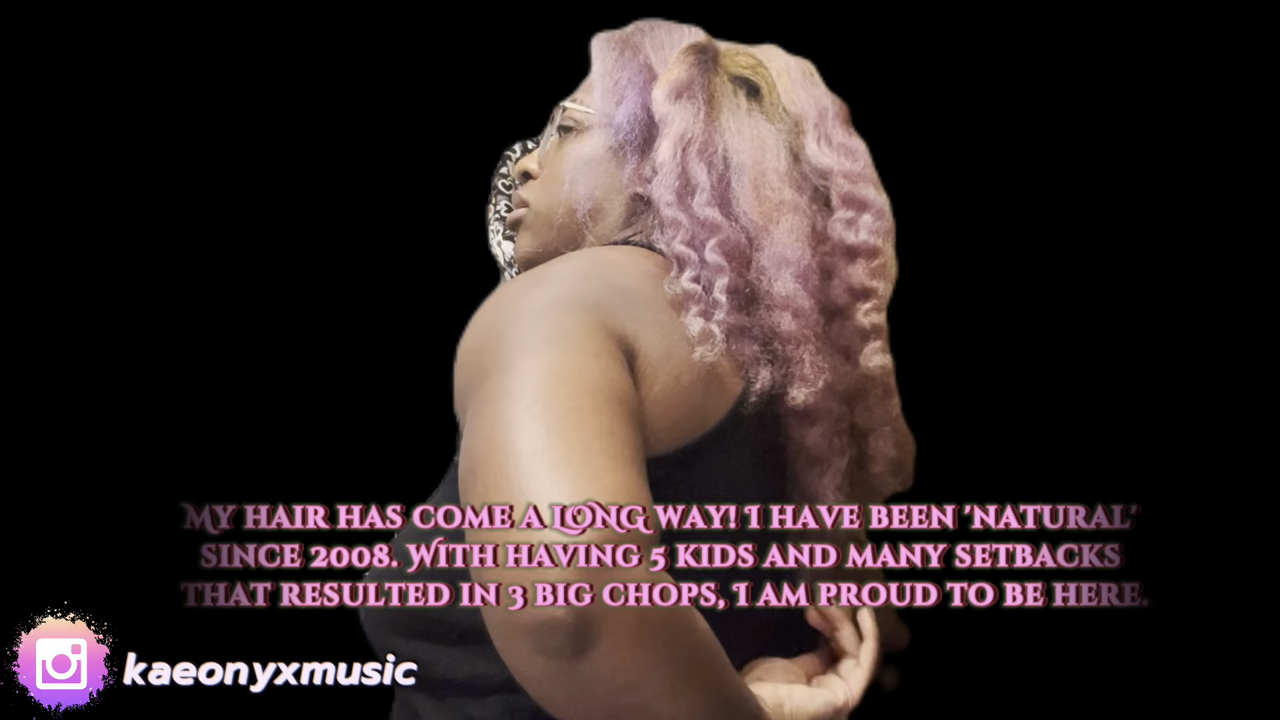 MY HAIR HAS COME A LONG WAY! I HAVE BEEN 'NATURAL'
SINCE 2008. WITH HAVING 5 KIDS AND MANY SETBACKS
THAT RESULTED IN 3 BIG CHOPS, I AM PROUD TO BE HERE.
kaeonyxmusic